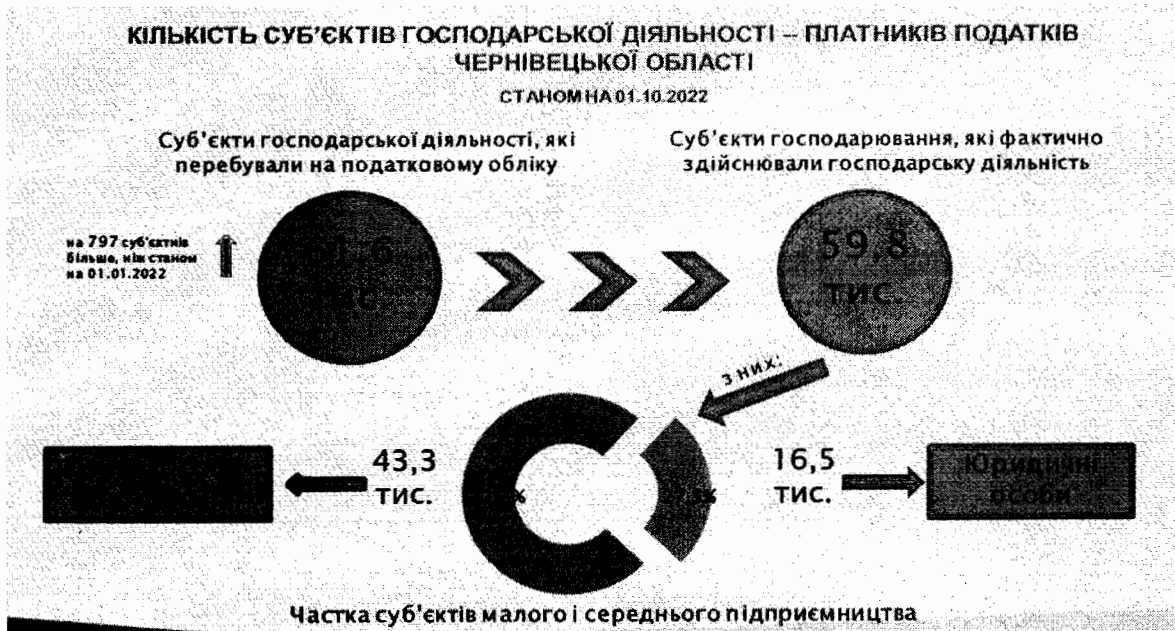 КІЛЬКІСТЬ СУБ’ЄКТІВ ГОСПОДАРСЬКОЇ ДІЯЛЬНОСТІ – ПЛАТНИКІВ ПОДАТКІВ
ЧЕРНІВЕЦЬКОЇ ОБЛАСТІ
СТАНОМ НА 01.10.2022
Суб’єкти господарської діяльності, які
перебували на податковому обліку
Суб’єкти господарювання, які фактично
здійснювали господарську діяльність
на 797 суб’єктів
більше, ніж станом
на 01.01.2022
59,8
тис.
з них:
43,3
тис.
16,5
тис.
Юридичні
особи
Частка суб’єктів малого і середнього підприємництва